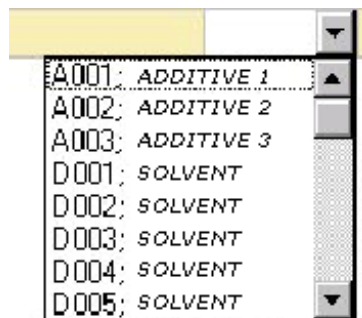 A001; ADDITIVE 1
A002; ADDITIVE 2
A003; ADDITIVE 3
D001; SOLVENT
D002; SOLVENT
D003; SOLVENT
D004; SOLVENT
D005; SOLVENT